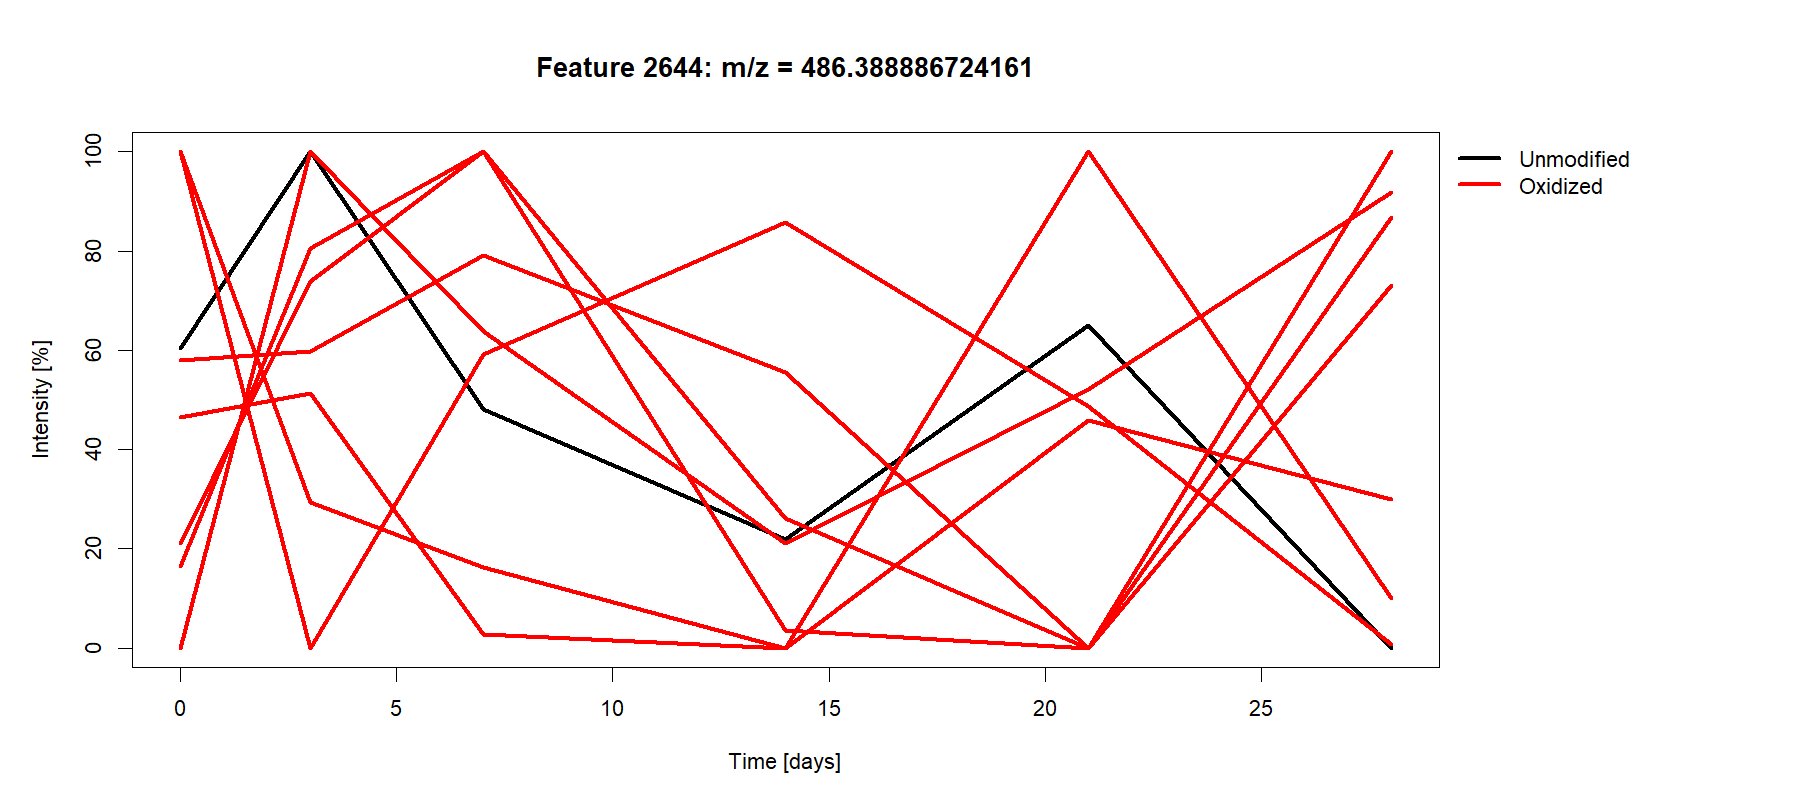 Feature 2644: m/z = 486.388886724161
Unmodified
Oxidized
Intensity [%]
100
80
60
40
20
0
0 5 10 15 20 25
Time [days]